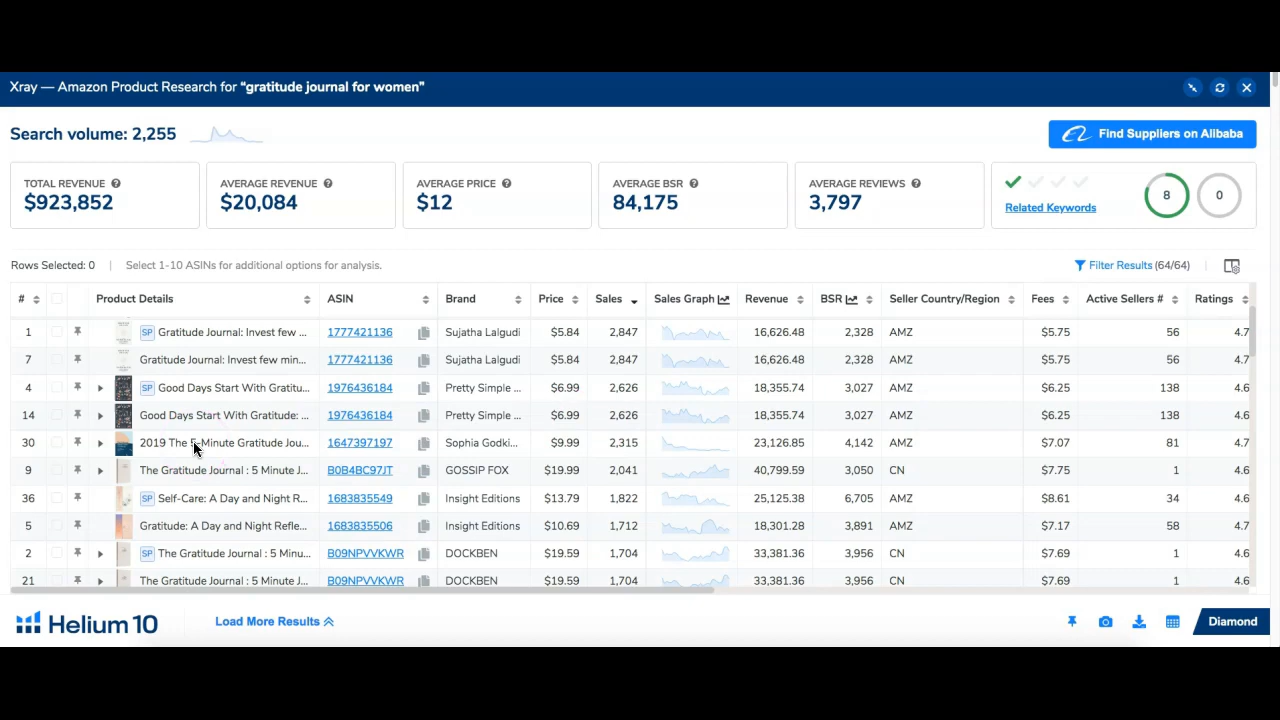 Xray — Amazon Product Research for “gratitude journal for women”
Search volume: 2,255
Find Suppliers on Alibaba
TOTAL REVENUE AVERAGE REVENUE AVERAGE PRICE AVERAGE BSR AVERAGE REVIEWS
$923,852 $20,084 $12 84,175 3,797 Related Keywords 8 0
Rows Selected: 0 | Select 1-10 ASINs for additional options for analysis. Filter Results (64/64)
# Product Details ASIN Brand Price Sales Sales Graph Revenue BSR Seller Country/Region Fees Active Sellers # Ratings
1 SP Gratitude Journal: Invest few ... 1777421136 Sujatha Lalgudi $5.84 2,847 16,626.48 2,328 AMZ $5.75 56 4.7
7 Gratitude Journal: Invest few min... 1777421136 Sujatha Lalgudi $5.84 2,847 16,626.48 2,328 AMZ $5.75 56 4.7
4 SP Good Days Start With Gratitu... 1976436184 Pretty Simple ... $6.99 2,626 18,355.74 3,027 AMZ $6.25 138 4.6
14 Good Days Start With Gratitude: ... 1976436184 Pretty Simple ... $6.99 2,626 18,355.74 3,027 AMZ $6.25 138 4.6
30 2019 The 5 Minute Gratitude Jou... 1647397197 Sophia Godki... $9.99 2,315 23,126.85 4,142 AMZ $7.07 81 4.7
9 The Gratitude Journal : 5 Minute J... B0B4BC97JT GOSSIP FOX $19.99 2,041 40,799.59 3,050 CN $7.75 1 4.6
36 SP Self-Care: A Day and Night R... 1683835549 Insight Editions $13.79 1,822 25,125.38 6,705 AMZ $8.61 34 4.6
5 Gratitude: A Day and Night Refle... 1683835506 Insight Editions $10.69 1,712 18,301.28 3,891 AMZ $7.17 58 4.7
2 SP The Gratitude Journal : 5 Minu... B09NPVVKWR DOCKBEN $19.59 1,704 33,381.36 3,956 CN $7.69 1 4.6
21 The Gratitude Journal : 5 Minute J... B09NPVVKWR DOCKBEN $19.59 1,704 33,381.36 3,956 CN $7.69 1 4.6
Helium 10 Load More Results Diamond